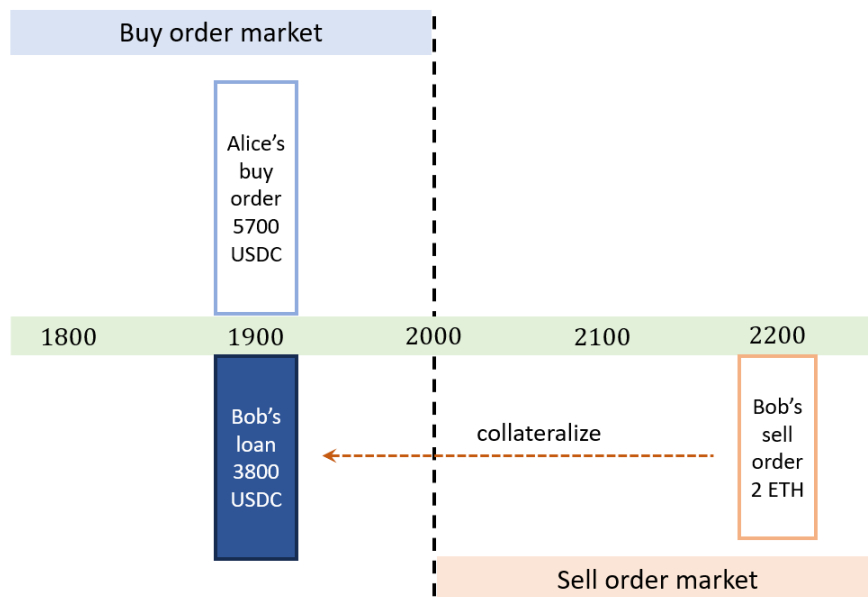 Buy order market
Alice's
buy
order
5700
USDC
1800 1900 2000 2100 2200
Bob's
loan
3800
USDC
collateralize
Bob's
sell
order
2 ETH
Sell order market